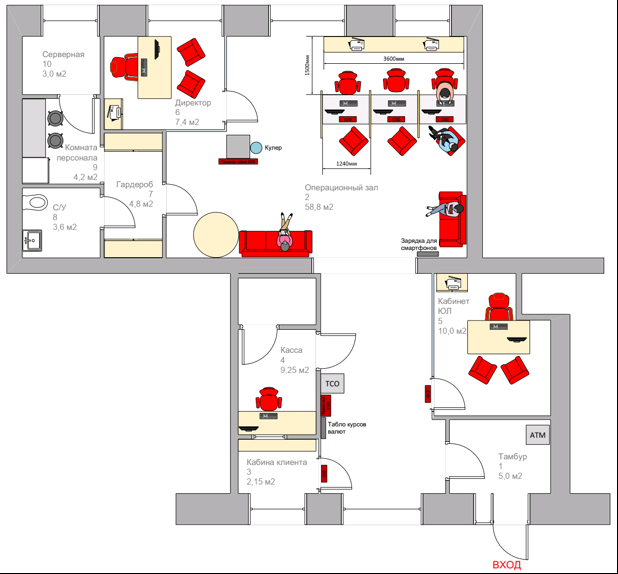 Серверная
10
3,0 м2
Директор
6
7,4 м2
1500мм
3600мм
Комната
персонала
9
4,2 м2
Кулер
1240мм
Гардероб
7
4,8 м2
Операционный зал
2
58,8 м2
С/У
8
3,6 м2
Зарядка для
смартфонов
Кабинет
ЮЛ
5
10,0 м2
Касса
4
9,25 м2
ТСО
Табло курсов
валют
Кабина клиента
3
2,15 м2
Тамбур
1
5,0 м2
АТМ
ВХОД